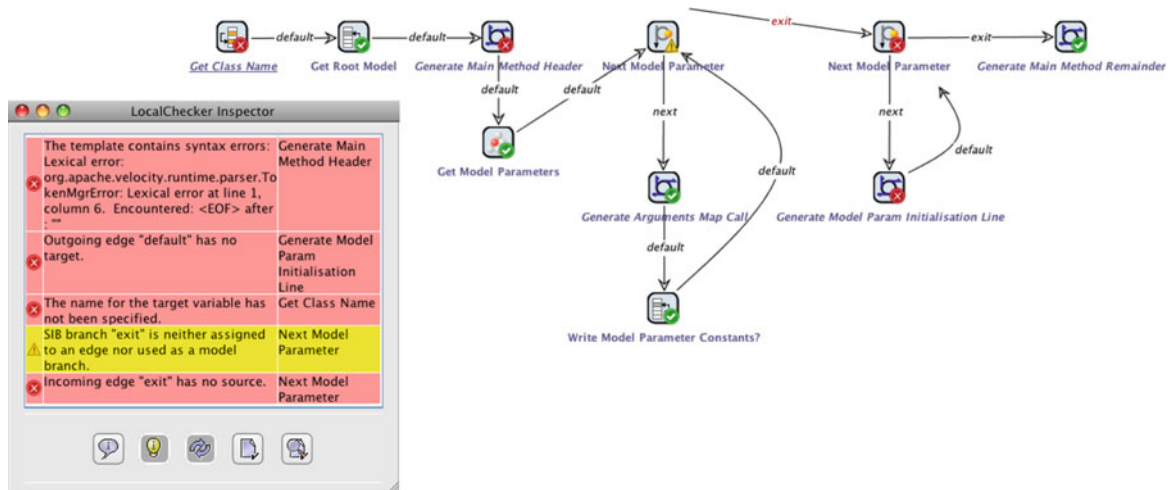 exit
default
default
exit
Get Class Name
Get Root Model
Generate Main Method Header
Next Model Parameter
Next Model Parameter
Generate Main Method Remainder
default
default
next
next
default
default
Get Model Parameters
Generate Arguments Map Call
Generate Model Param Initialisation Line
default
Write Model Parameter Constants?
LocalChecker Inspector
The template contains syntax errors:
Lexical error:
org.apache.velocity.runtime.parser.To
kenMgrError: Lexical error at line 1,
column 6. Encountered: <EOF> after
: ""
Generate Main
Method Header
Outgoing edge "default" has no
target.
Generate Model
Param
Initialisation
Line
The name for the target variable has
not been specified.
Get Class Name
SIB branch "exit" is neither assigned
to an edge nor used as a model
branch.
Next Model
Parameter
Incoming edge "exit" has no source.
Next Model
Parameter